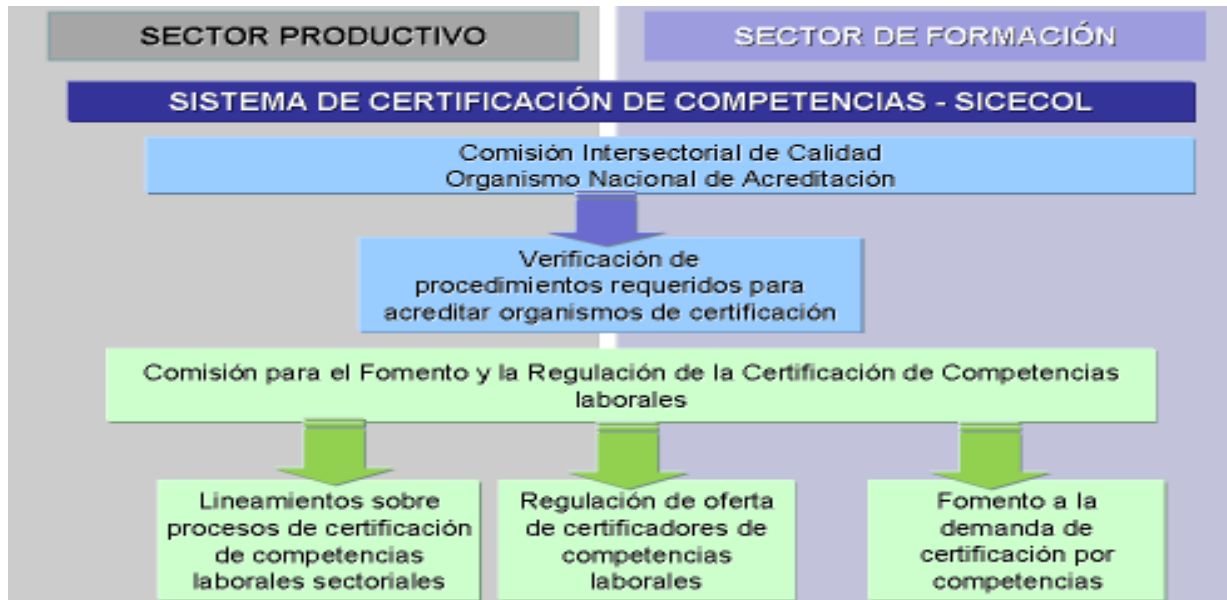 SECTOR PRODUCTIVO
SECTOR DE FORMACIÓN
SISTEMA DE CERTIFICACIÓN DE COMPETENCIAS - SICECOL
Comisión Intersectorial de Calidad
Organismo Nacional de Acreditación
Verificación de
procedimientos requeridos para
acreditar organismos de certificación
Comisión para el Fomento y la Regulación de la Certificación de Competencias
laborales
Lineamientos sobre
procesos de certificación
de competencias
laborales sectoriales
Regulación de oferta
de certificadores de
competencias
laborales
Fomento a la
demanda de
certificación por
competencias